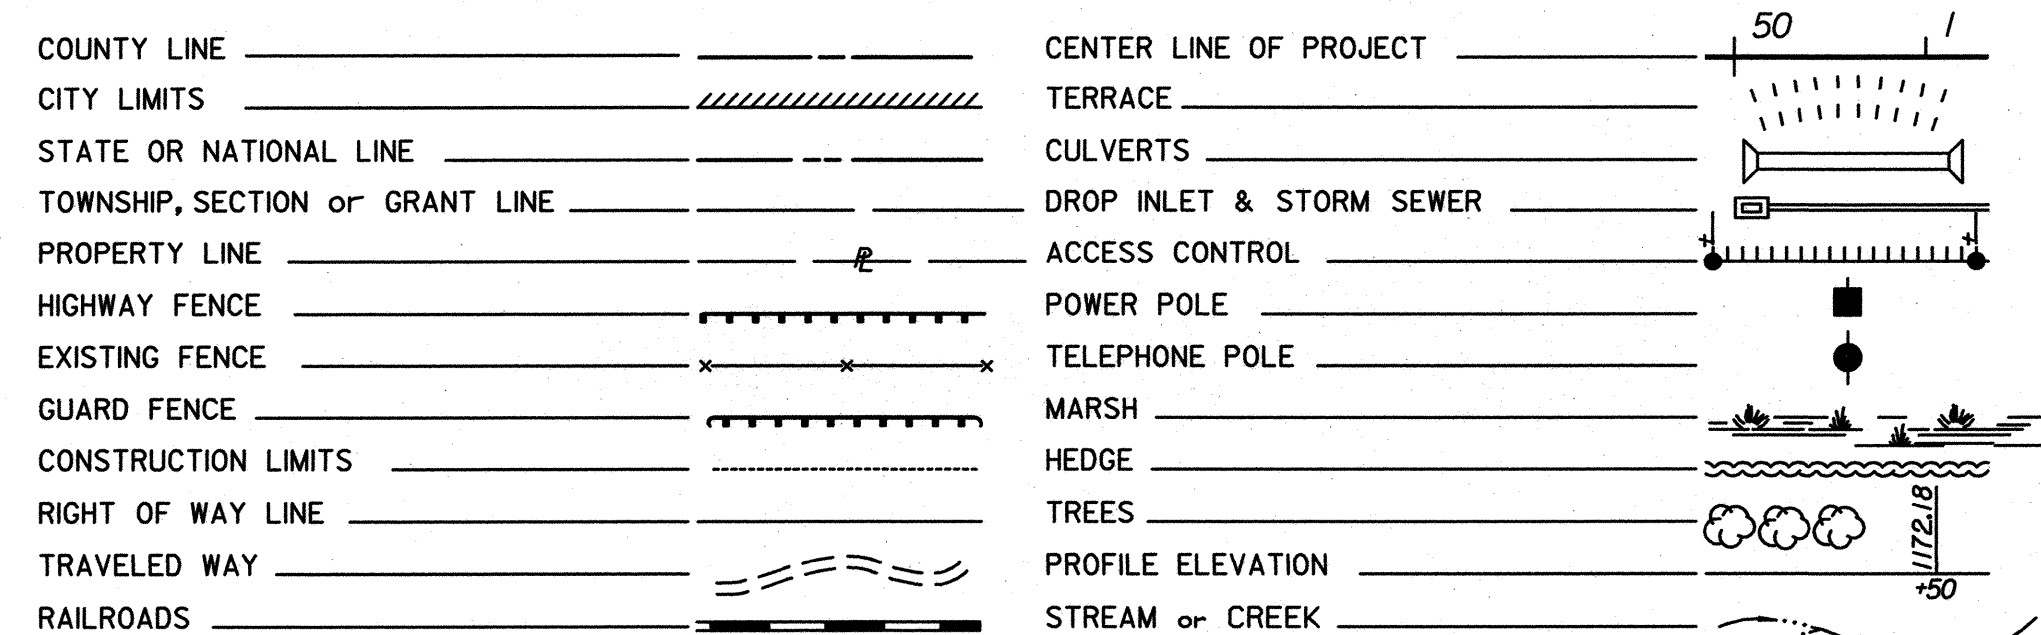 COUNTY LINE
CITY LIMITS
STATE OR NATIONAL LINE
TOWNSHIP, SECTION or GRANT LINE
PROPERTY LINE PL
HIGHWAY FENCE
EXISTING FENCE
GUARD FENCE
CONSTRUCTION LIMITS
RIGHT OF WAY LINE
TRAVELED WAY
RAILROADS
CENTER LINE OF PROJECT 50 1
TERRACE
CULVERTS
DROP INLET & STORM SEWER
ACCESS CONTROL
POWER POLE
TELEPHONE POLE
MARSH
HEDGE
TREES
PROFILE ELEVATION 1172.18
+50
STREAM or CREEK